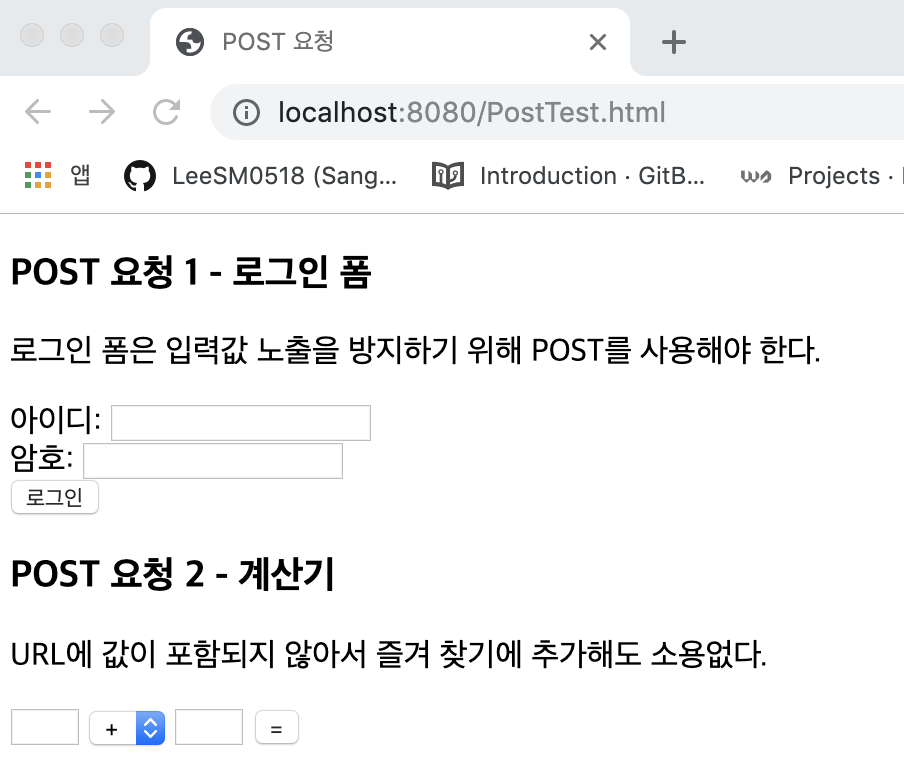 POST 요청
localhost:8080/PostTest.html
앱 LeeSM0518 (Sang... Introduction · GitB... Projects ·
POST 요청 1 - 로그인 폼
로그인 폼은 입력값 노출을 방지하기 위해 POST를 사용해야 한다.
아이디:
암호:
로그인
POST 요청 2 - 계산기
URL에 값이 포함되지 않아서 즐겨 찾기에 추가해도 소용없다.
+ =